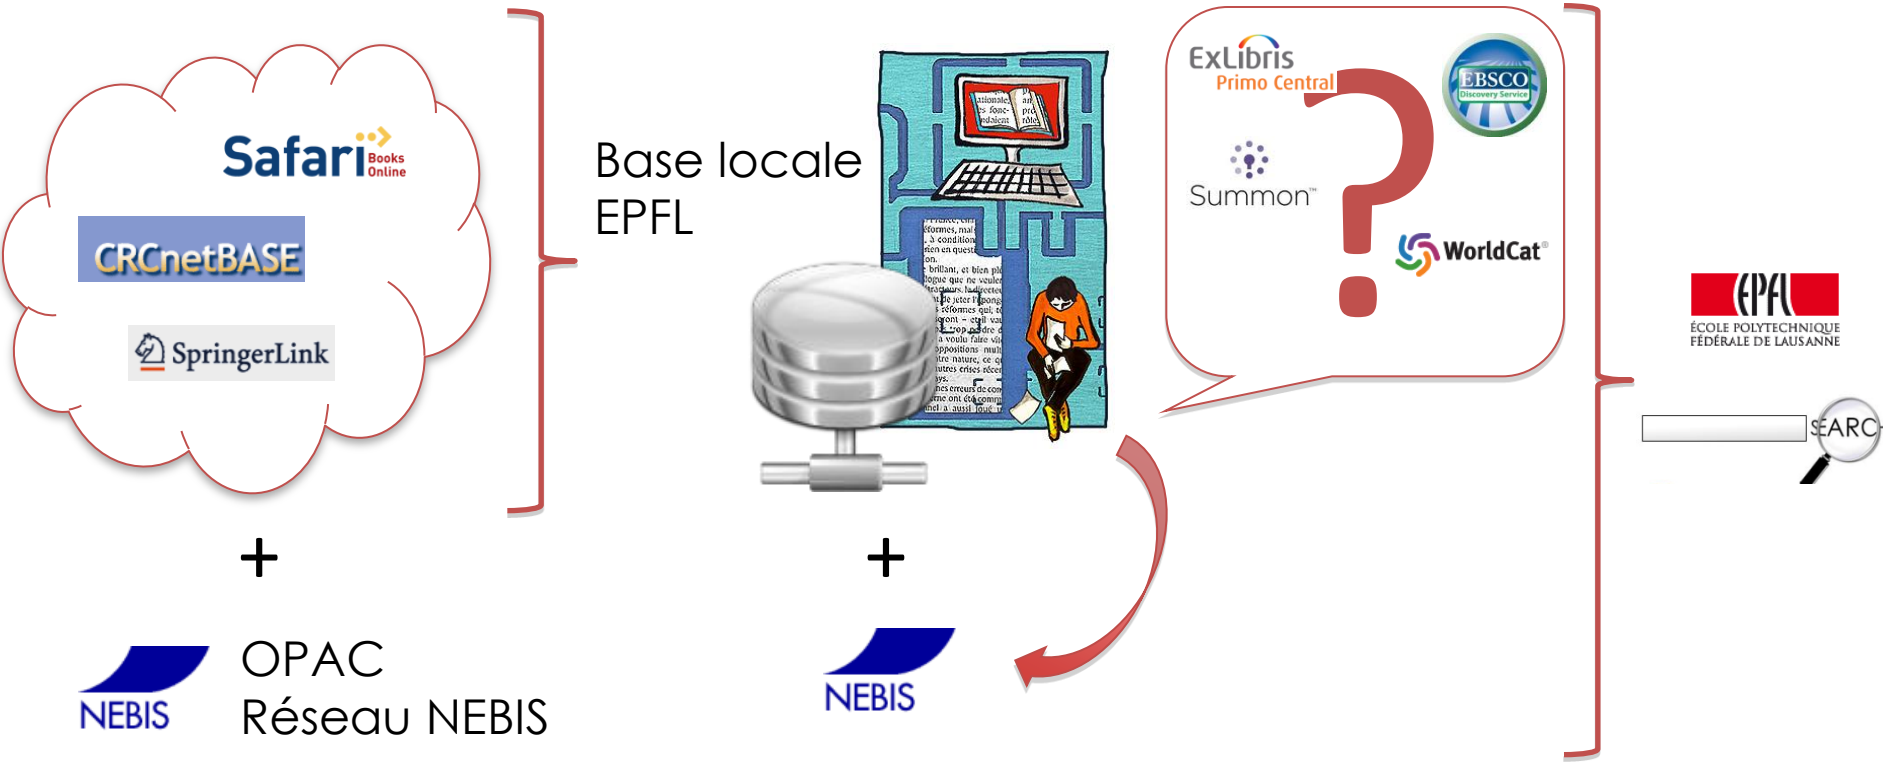 Safari
Books
Online
CRCnetBASE
SpringerLink
+
NEBIS
OPAC
Réseau NEBIS
Base locale
EPFL
+
NEBIS
ExLibris
Primo Central
EBSCO
Discovery Service
Summon™
?
WorldCat®
EPFL
ÉCOLE POLYTECHNIQUE
FÉDÉRALE DE LAUSANNE
SEARC